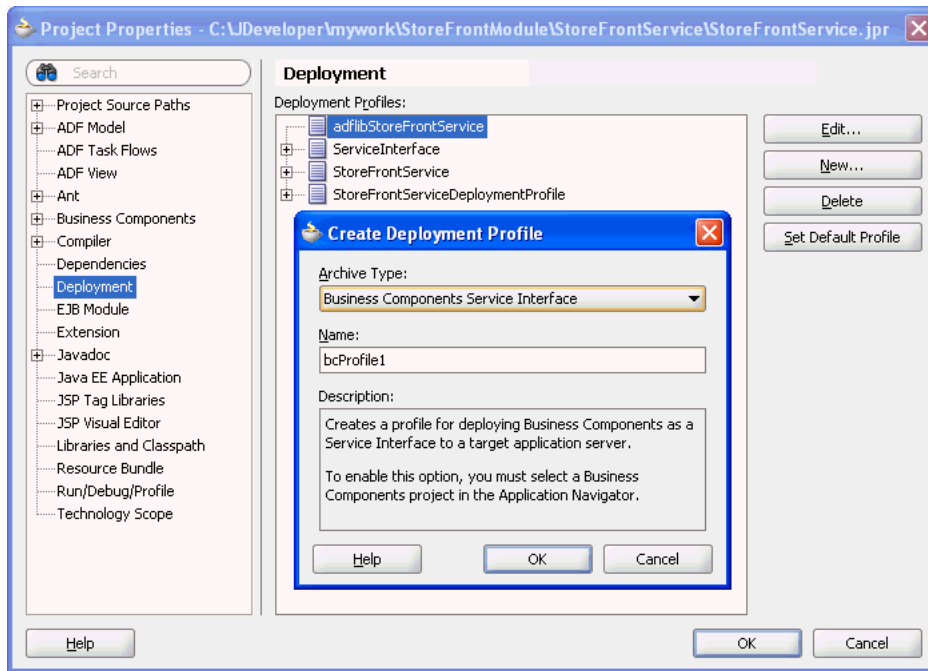 Project Properties - C:\JDeveloper\mywork\StoreFrontModule\StoreFrontService\StoreFrontService.jpr
Search
Project Source Paths
ADF Model
ADF Task Flows
ADF View
Ant
Business Components
Compiler
Dependencies
Deployment
EJB Module
Extension
Javadoc
Java EE Application
JSP Tag Libraries
JSP Visual Editor
Libraries and Classpath
Resource Bundle
Run/Debug/Profile
Technology Scope
Deployment
Deployment Profiles:
adflibStoreFrontService
ServiceInterface
StoreFrontService
StoreFrontServiceDeploymentProfile
Edit...
New...
Delete
Set Default Profile
Create Deployment Profile
Archive Type:
Business Components Service Interface
Name:
bcProfile1
Description:
Creates a profile for deploying Business Components as a
Service Interface to a target application server.
To enable this option, you must select a Business
Components project in the Application Navigator.
Help
OK
Cancel
Help
OK
Cancel